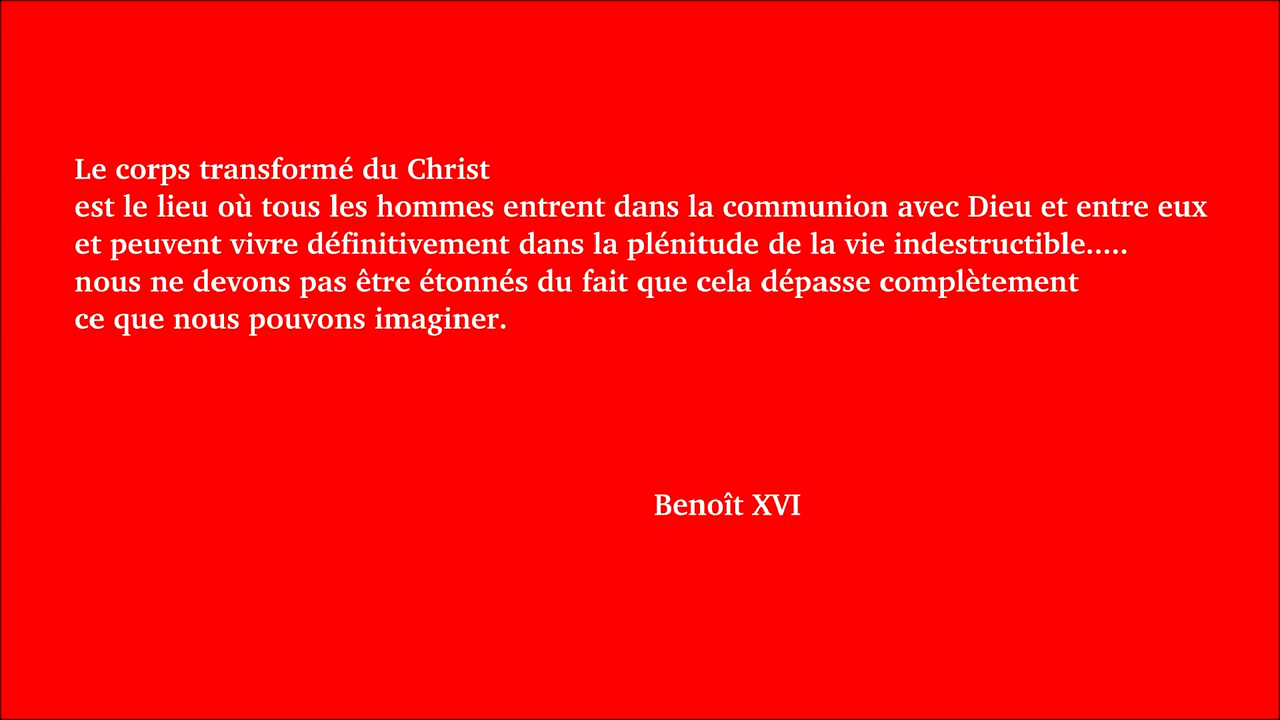 Le corps transformé du Christ
est le lieu où tous les hommes entrent dans la communion avec Dieu et entre eux
et peuvent vivre définitivement dans la plénitude de la vie indestructible.....
nous ne devons pas être étonnés du fait que cela dépasse complètement
ce que nous pouvons imaginer.
Benoît XVI